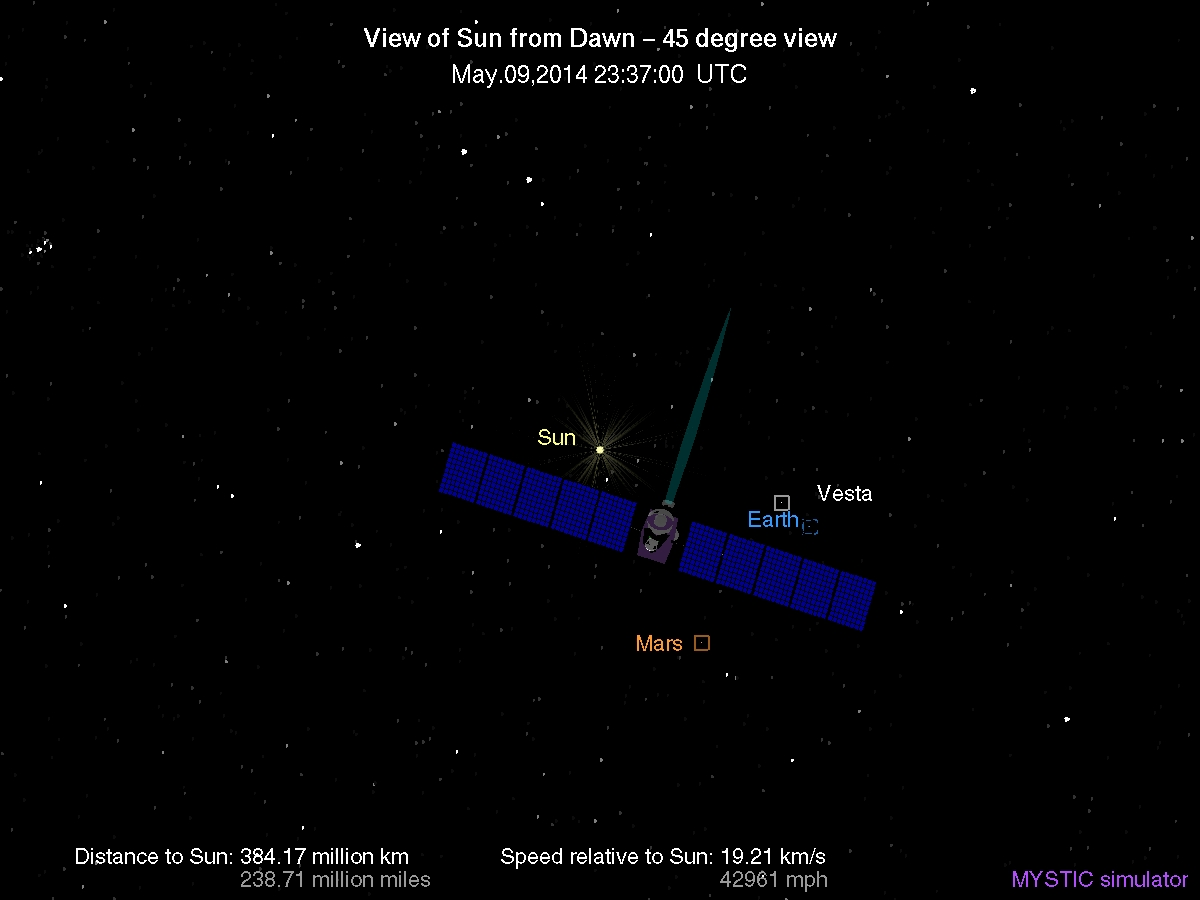 View of Sun from Dawn – 45 degree view
May.09,2014 23:37:00 UTC
Sun
Vesta
Earth
Mars
Distance to Sun: 384.17 million km
238.71 million miles
Speed relative to Sun: 19.21 km/s
42961 mph
MYSTIC simulator